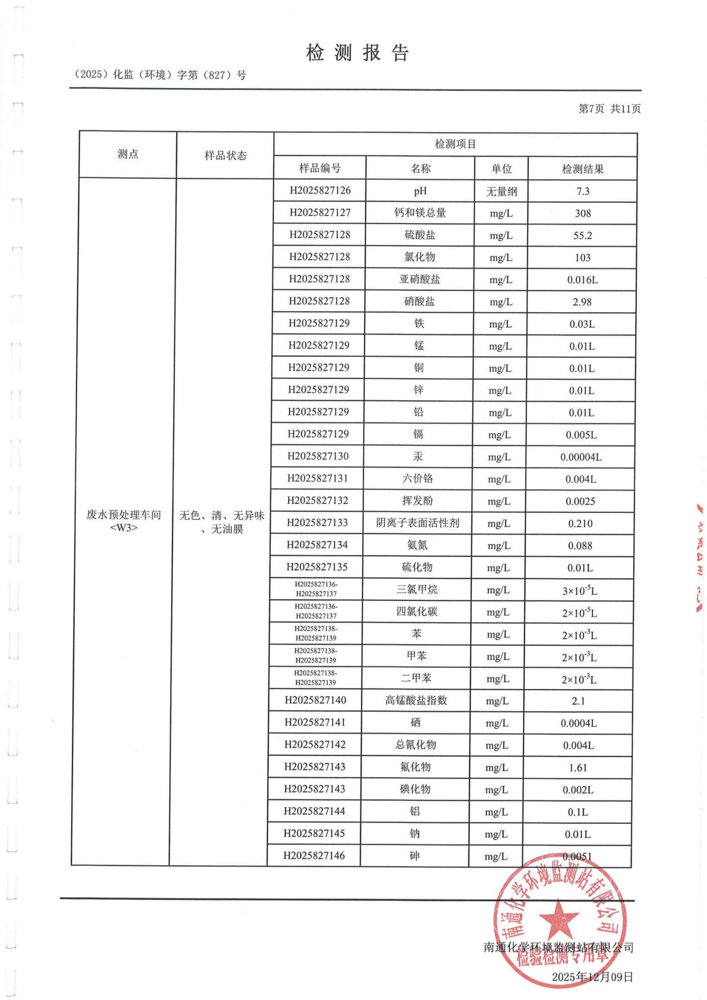 检测报告
（2025）化监（环境）字第（827）号
第7页 共11页
测点 样品状态 检测项目
样品编号 名称 单位 检测结果
H2025827126 pH 无量纲 7.3
H2025827127 钙和镁总量 mg/L 308
H2025827128 硫酸盐 mg/L 55.2
H2025827128 氯化物 mg/L 103
H2025827128 亚硝酸盐 mg/L 0.016L
H2025827128 硝酸盐 mg/L 2.98
H2025827129 铁 mg/L 0.03L
H2025827129 锰 mg/L 0.01L
H2025827129 铜 mg/L 0.01L
H2025827129 锌 mg/L 0.01L
H2025827129 铅 mg/L 0.01L
H2025827129 镉 mg/L 0.005L
H2025827130 汞 mg/L 0.00004L
H2025827131 六价铬 mg/L 0.004L
H2025827132 挥发酚 mg/L 0.0025
废水预处理车间
<W3>
无色、清、无异味
、无油膜
H2025827133 阴离子表面活性剂 mg/L 0.210
H2025827134 氨氮 mg/L 0.088
H2025827135 硫化物 mg/L 0.01L
H2025827136-
H2025827137 三氯甲烷 mg/L 3×10⁻⁵L
H2025827136-
H2025827137 四氯化碳 mg/L 2×10⁻⁵L
H2025827138-
H2025827139 苯 mg/L 2×10⁻³L
H2025827138-
H2025827139 甲苯 mg/L 2×10⁻³L
H2025827138-
H2025827139 二甲苯 mg/L 2×10⁻³L
H2025827140 高锰酸盐指数 mg/L 2.1
H2025827141 硒 mg/L 0.0004L
H2025827142 总氰化物 mg/L 0.004L
H2025827143 氟化物 mg/L 1.61
H2025827143 碘化物 mg/L 0.002L
H2025827144 铝 mg/L 0.1L
H2025827145 钠 mg/L 0.01L
H2025827146 砷 mg/L 0.0051
南通化学环境监测站有限公司
检验检测专用章
南通化学环境监测站有限公司
2025年12月09日